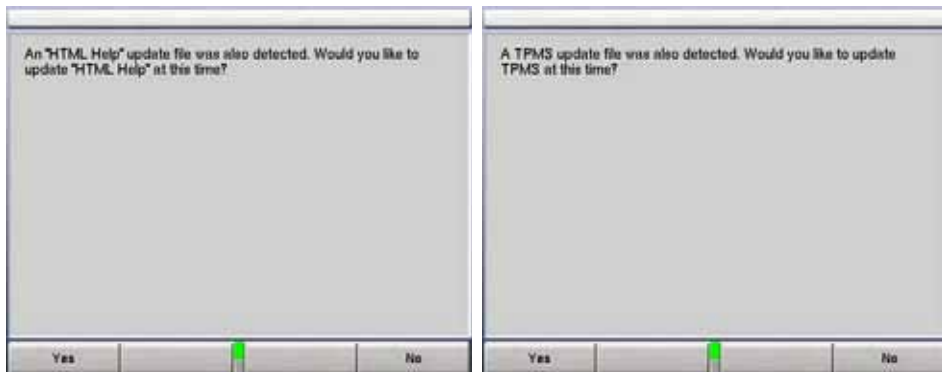 An "HTML Help" update file was also detected. Would you like to
update "HTML Help" at this time?
Yes
No
A TPMS update file was also detected. Would you like to update
TPMS at this time?
Yes
No